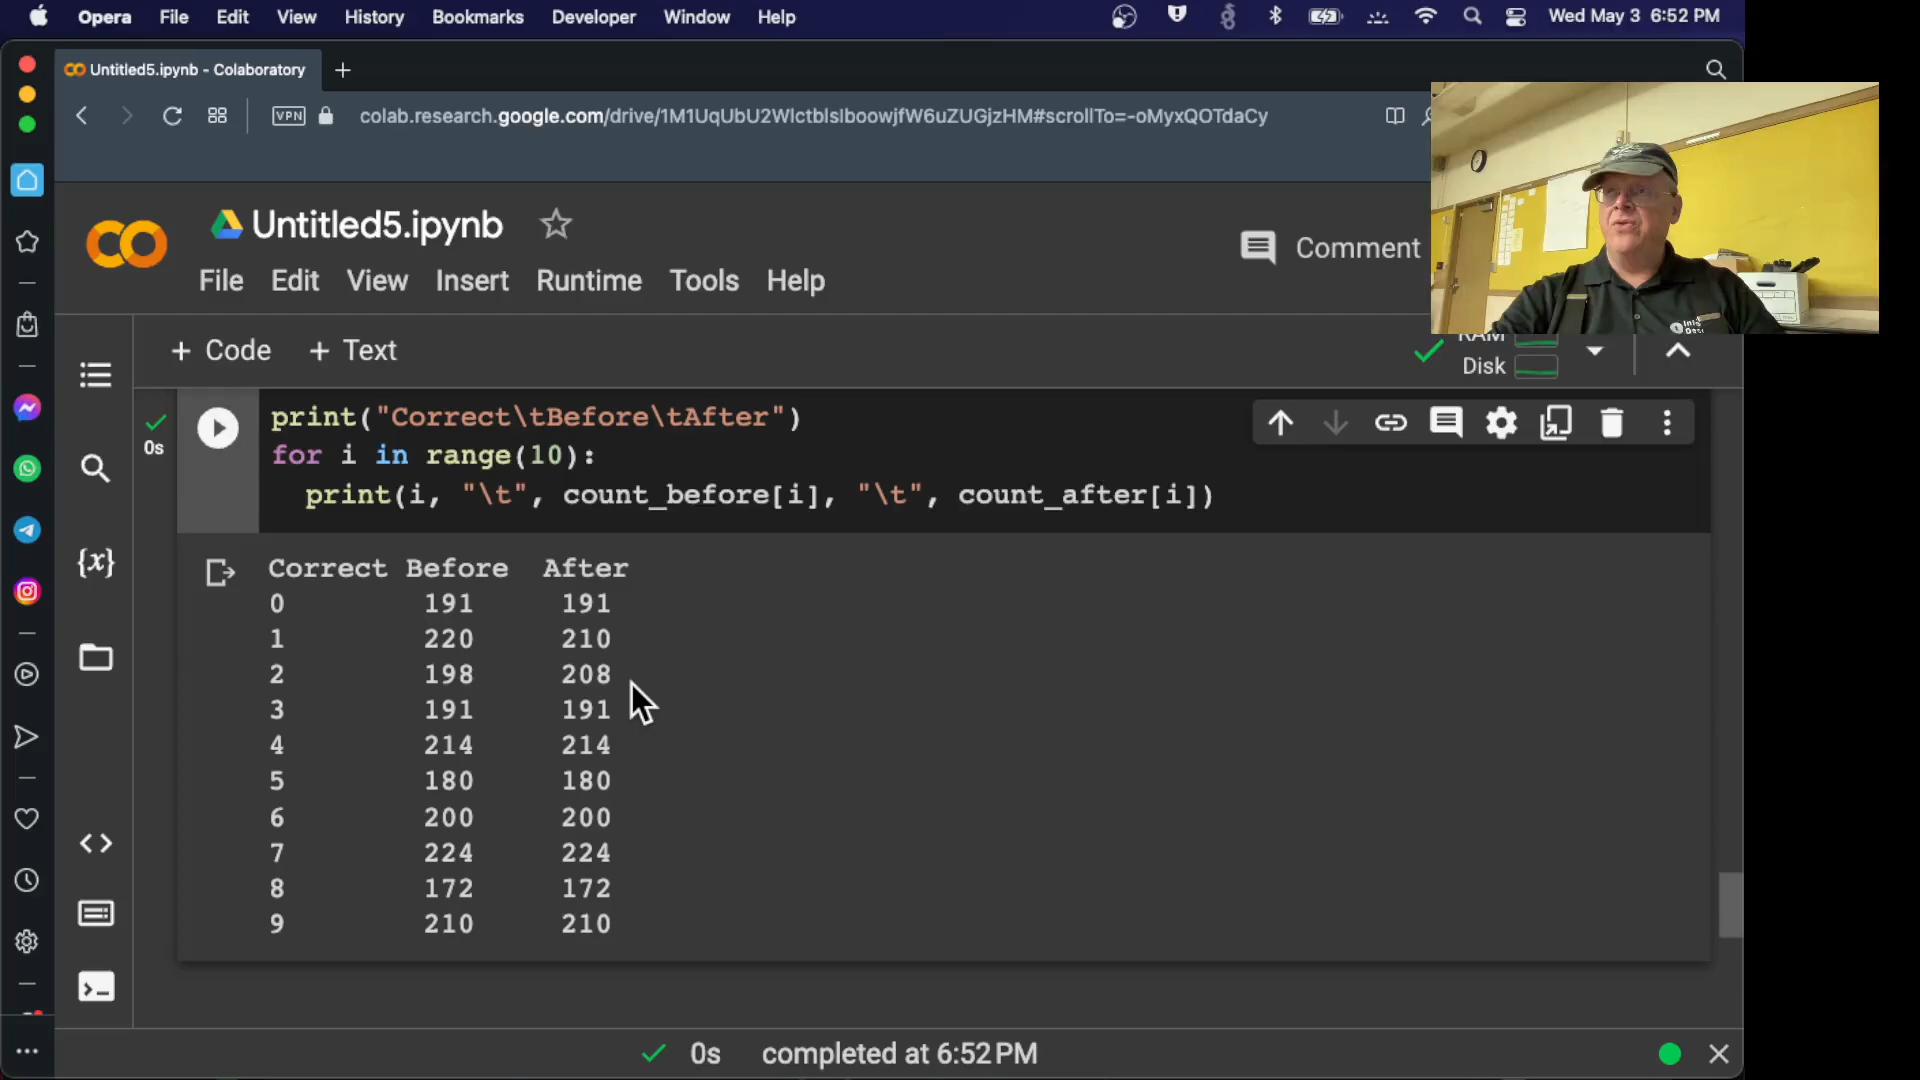 Opera File Edit View History Bookmarks Developer Window Help Wed May 3 6:52 PM
Untitled5.ipynb - Colaboratory
VPN colab.research.google.com/drive/1M1UqUbU2WlctblsIboowjfW6uZUGjzHM#scrollTo=-oMyxQOTdaCy
Untitled5.ipynb
Comment
File Edit View Insert Runtime Tools Help
+ Code + Text
RAM
Disk
print("Correct\tBefore\tAfter")
0s
for i in range(10):
print(i, "\t", count_before[i], "\t", count_after[i])
{x}
Correct Before After
0 191 191
1 220 210
2 198 208
3 191 191
4 214 214
5 180 180
6 200 200
7 224 224
8 172 172
9 210 210
0s completed at 6:52 PM